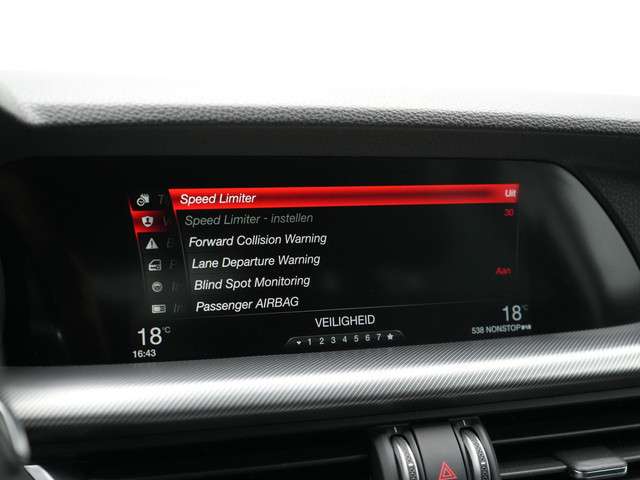 Speed Limiter Uit
Speed Limiter - instellen 30
Forward Collision Warning
Lane Departure Warning
Blind Spot Monitoring Aan
Passenger AIRBAG
VEILIGHEID
1 2 3 4 5 6 7
18°C
16:43
18°C
538 NONSTOP